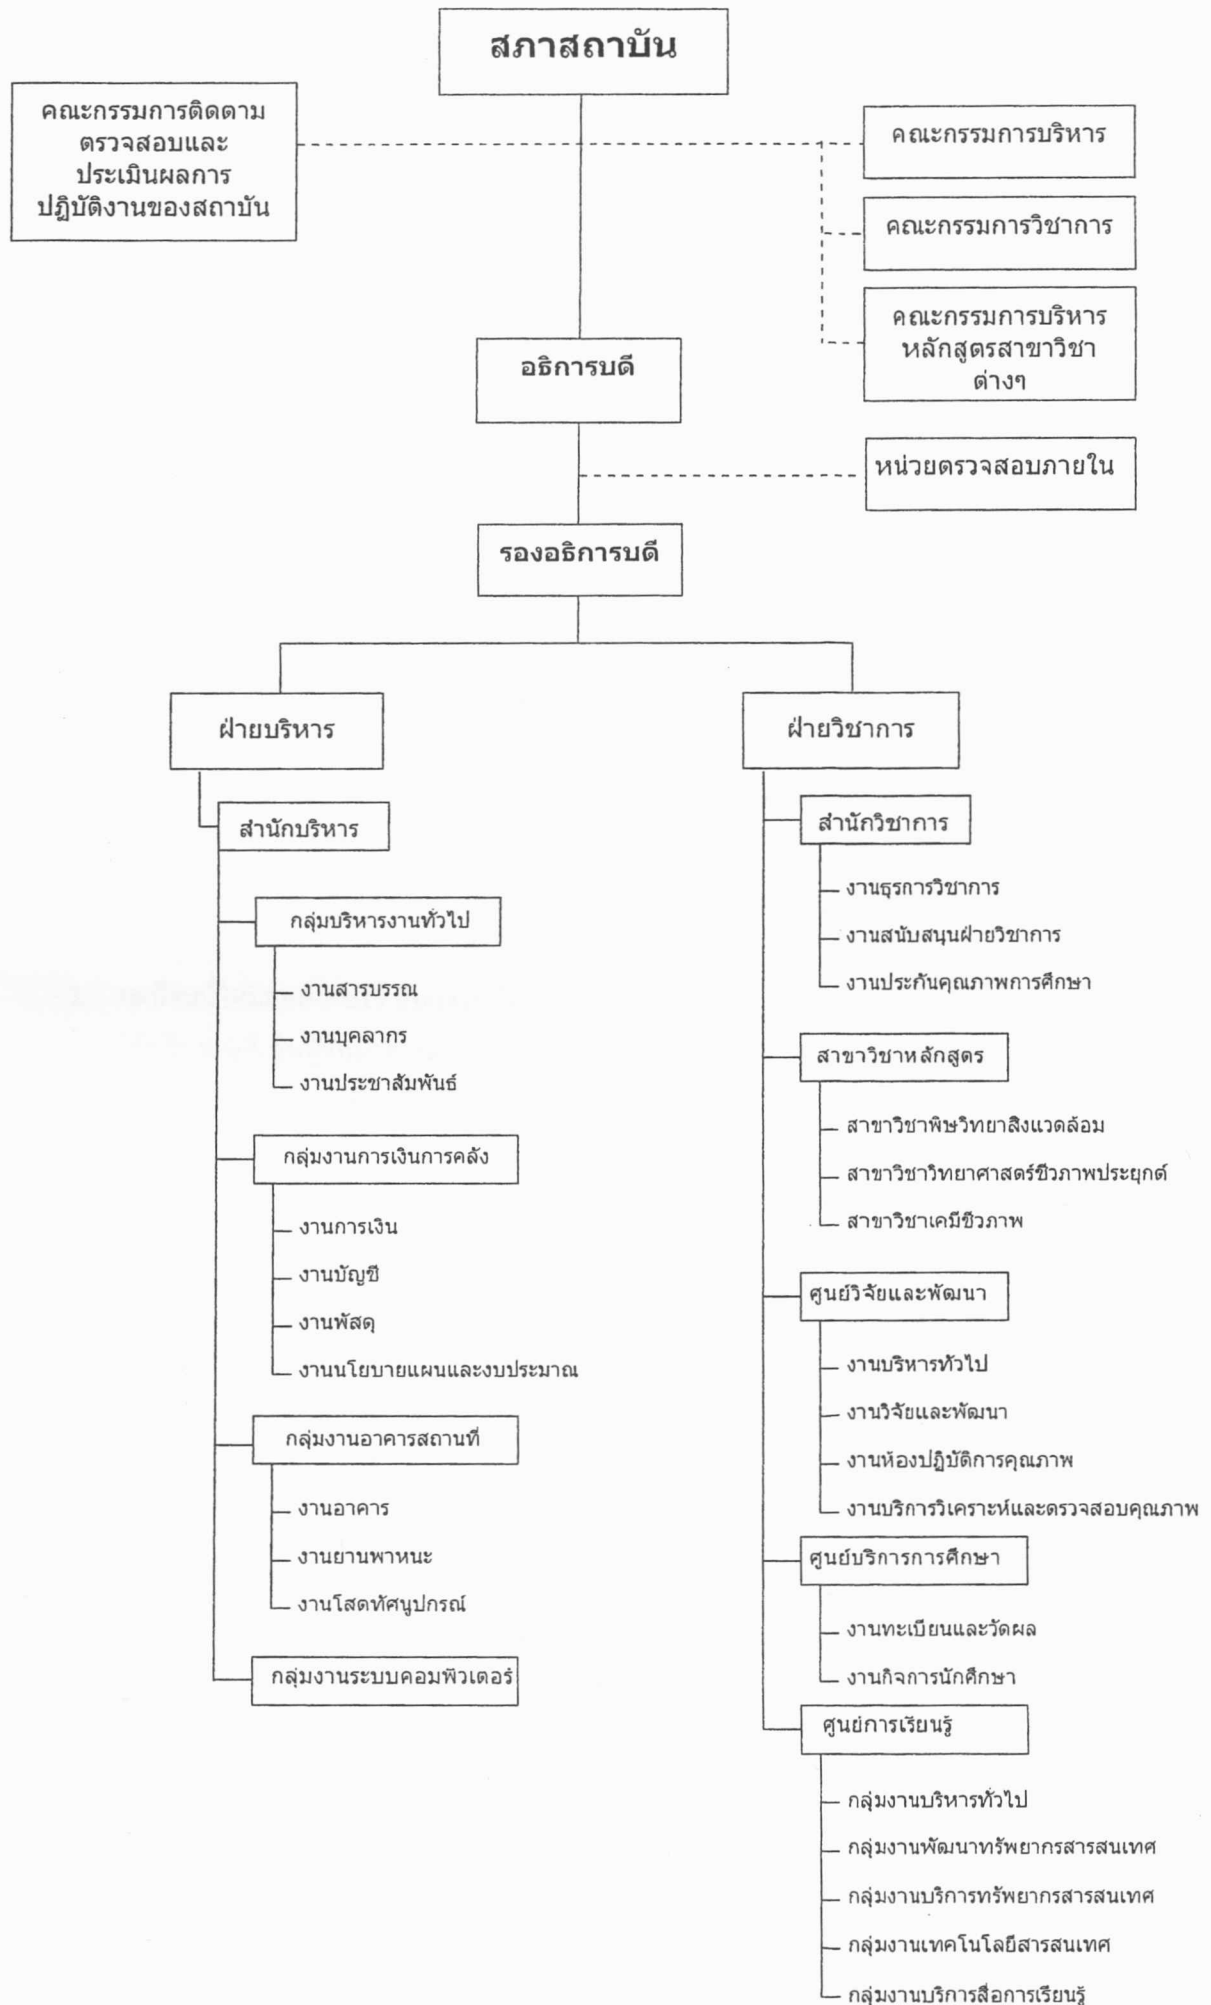 สภาสถาบัน
คณะกรรมการติดตาม
ตรวจสอบและ
ประเมินผลการ
ปฏิบัติงานของสถาบัน
คณะกรรมการบริหาร
คณะกรรมการวิชาการ
คณะกรรมการบริหาร
หลักสูตรสาขาวิชา
ต่างๆ
อธิการบดี
หน่วยตรวจสอบภายใน
รองอธิการบดี
ฝ่ายบริหาร
สำนักบริหาร
กลุ่มบริหารงานทั่วไป
งานสารบรรณ
งานบุคลากร
งานประชาสัมพันธ์
กลุ่มงานการเงินการคลัง
งานการเงิน
งานบัญชี
งานพัสดุ
งานนโยบายแผนและงบประมาณ
กลุ่มงานอาคารสถานที่
งานอาคาร
งานยานพาหนะ
งานโสตทัศนูปกรณ์
กลุ่มงานระบบคอมพิวเตอร์
ฝ่ายวิชาการ
สำนักวิชาการ
งานธุรการวิชาการ
งานสนับสนุนฝ่ายวิชาการ
งานประกันคุณภาพการศึกษา
สาขาวิชาหลักสูตร
สาขาวิชาพิษวิทยาสิ่งแวดล้อม
สาขาวิชาวิทยาศาสตร์ชีวภาพประยุกต์
สาขาวิชาเคมีชีวภาพ
ศูนย์วิจัยและพัฒนา
งานบริหารทั่วไป
งานวิจัยและพัฒนา
งานห้องปฏิบัติการคุณภาพ
งานบริการวิเคราะห์และตรวจสอบคุณภาพ
ศูนย์บริการการศึกษา
งานทะเบียนและวัดผล
งานกิจการนักศึกษา
ศูนย์การเรียนรู้
กลุ่มงานบริหารทั่วไป
กลุ่มงานพัฒนาทรัพยากรสารสนเทศ
กลุ่มงานบริการทรัพยากรสารสนเทศ
กลุ่มงานเทคโนโลยีสารสนเทศ
กลุ่มงานบริการสื่อการเรียนรู้